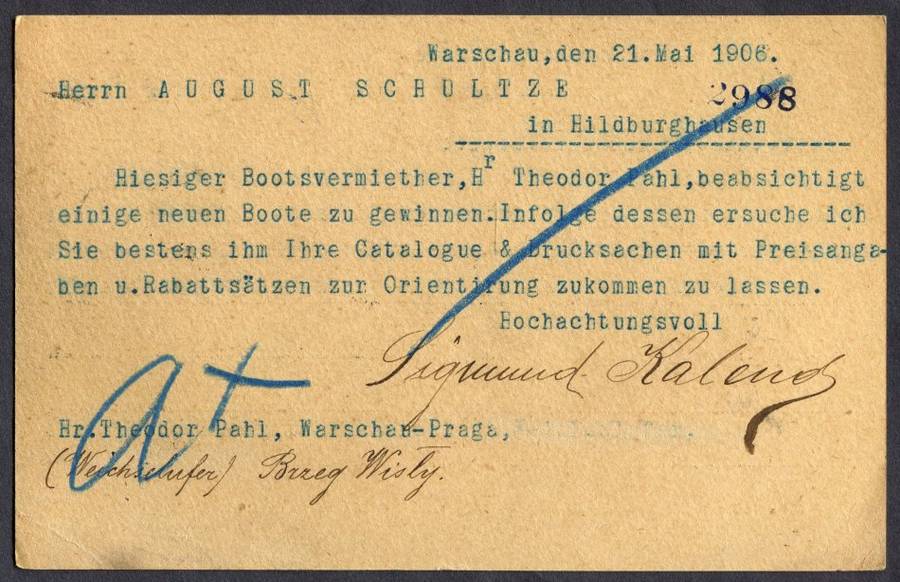 Warschau,den 21.Mai 1906.
Herrn AUGUST SCHULTZE
2988
in Hildburghausen
Hiesiger Bootsvermiether,Hr Theodor Pahl,beabsichtigt
einige neuen Boote zu gewinnen.Infolge dessen ersuche ich
Sie bestens ihm Ihre Catalogue & Drucksachen mit Preisanga-
ben u.Rabattsätzen zur Orientirung zukommen zu lassen.
Hochachtungsvoll
Sigmund Kalend
Hr.Theodor Pahl, Warschau-Praga,
(Weichselufer) Brzeg Wisły.